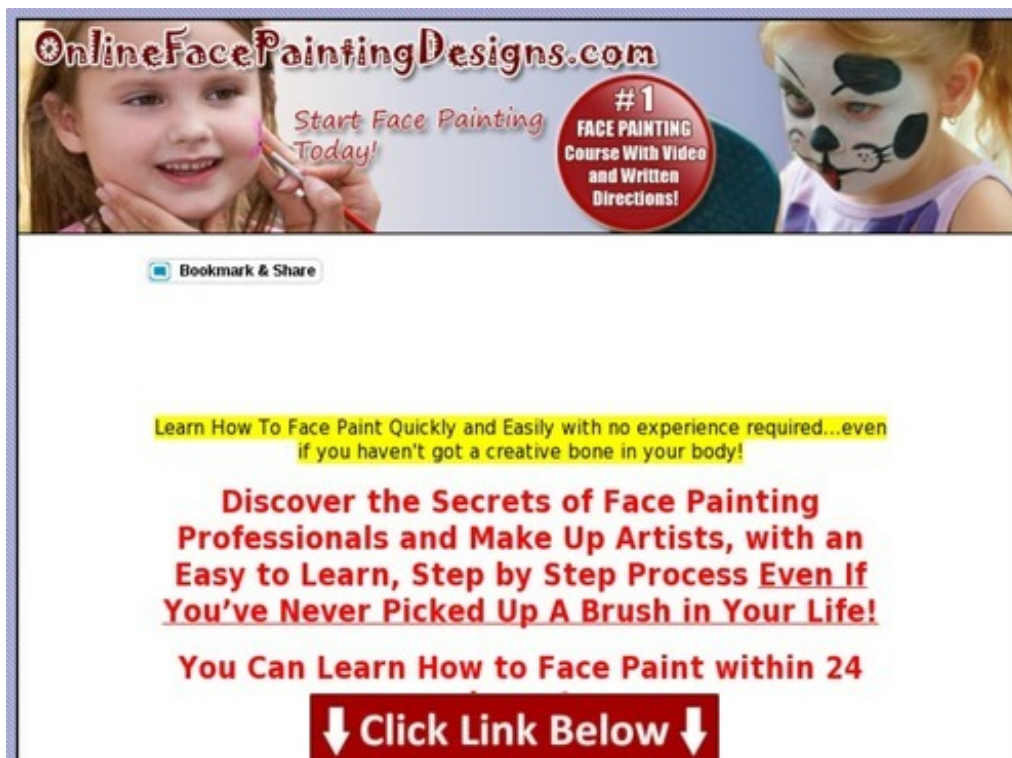 OnlineFacePaintingDesigns.com
Start Face Painting
Today!
#1
FACE PAINTING
Course With Video
and Written
Directions!
Bookmark & Share
Learn How To Face Paint Quickly and Easily with no experience required...even
if you haven't got a creative bone in your body!
Discover the Secrets of Face Painting
Professionals and Make Up Artists, with an
Easy to Learn, Step by Step Process Even If
You've Never Picked Up A Brush in Your Life!
You Can Learn How to Face Paint within 24
Click Link Below